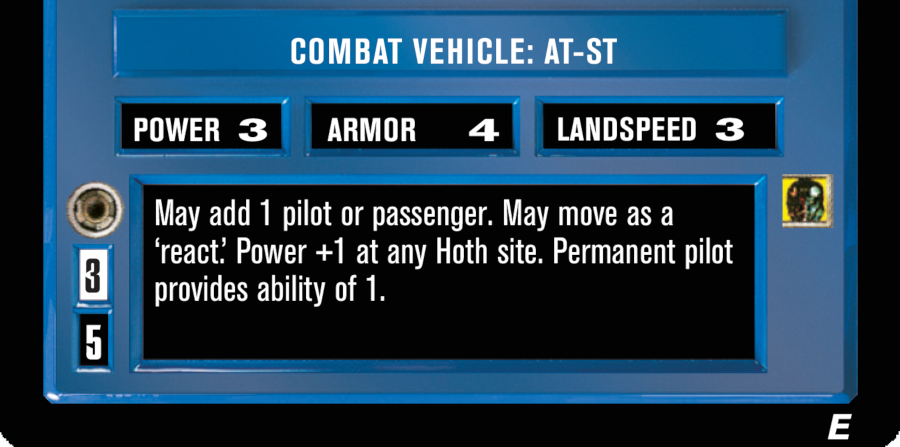 COMBAT VEHICLE: AT-ST
POWER 3 ARMOR 4 LANDSPEED 3
May add 1 pilot or passenger. May move as a
‘react.’ Power +1 at any Hoth site. Permanent pilot
provides ability of 1.
3
5
E